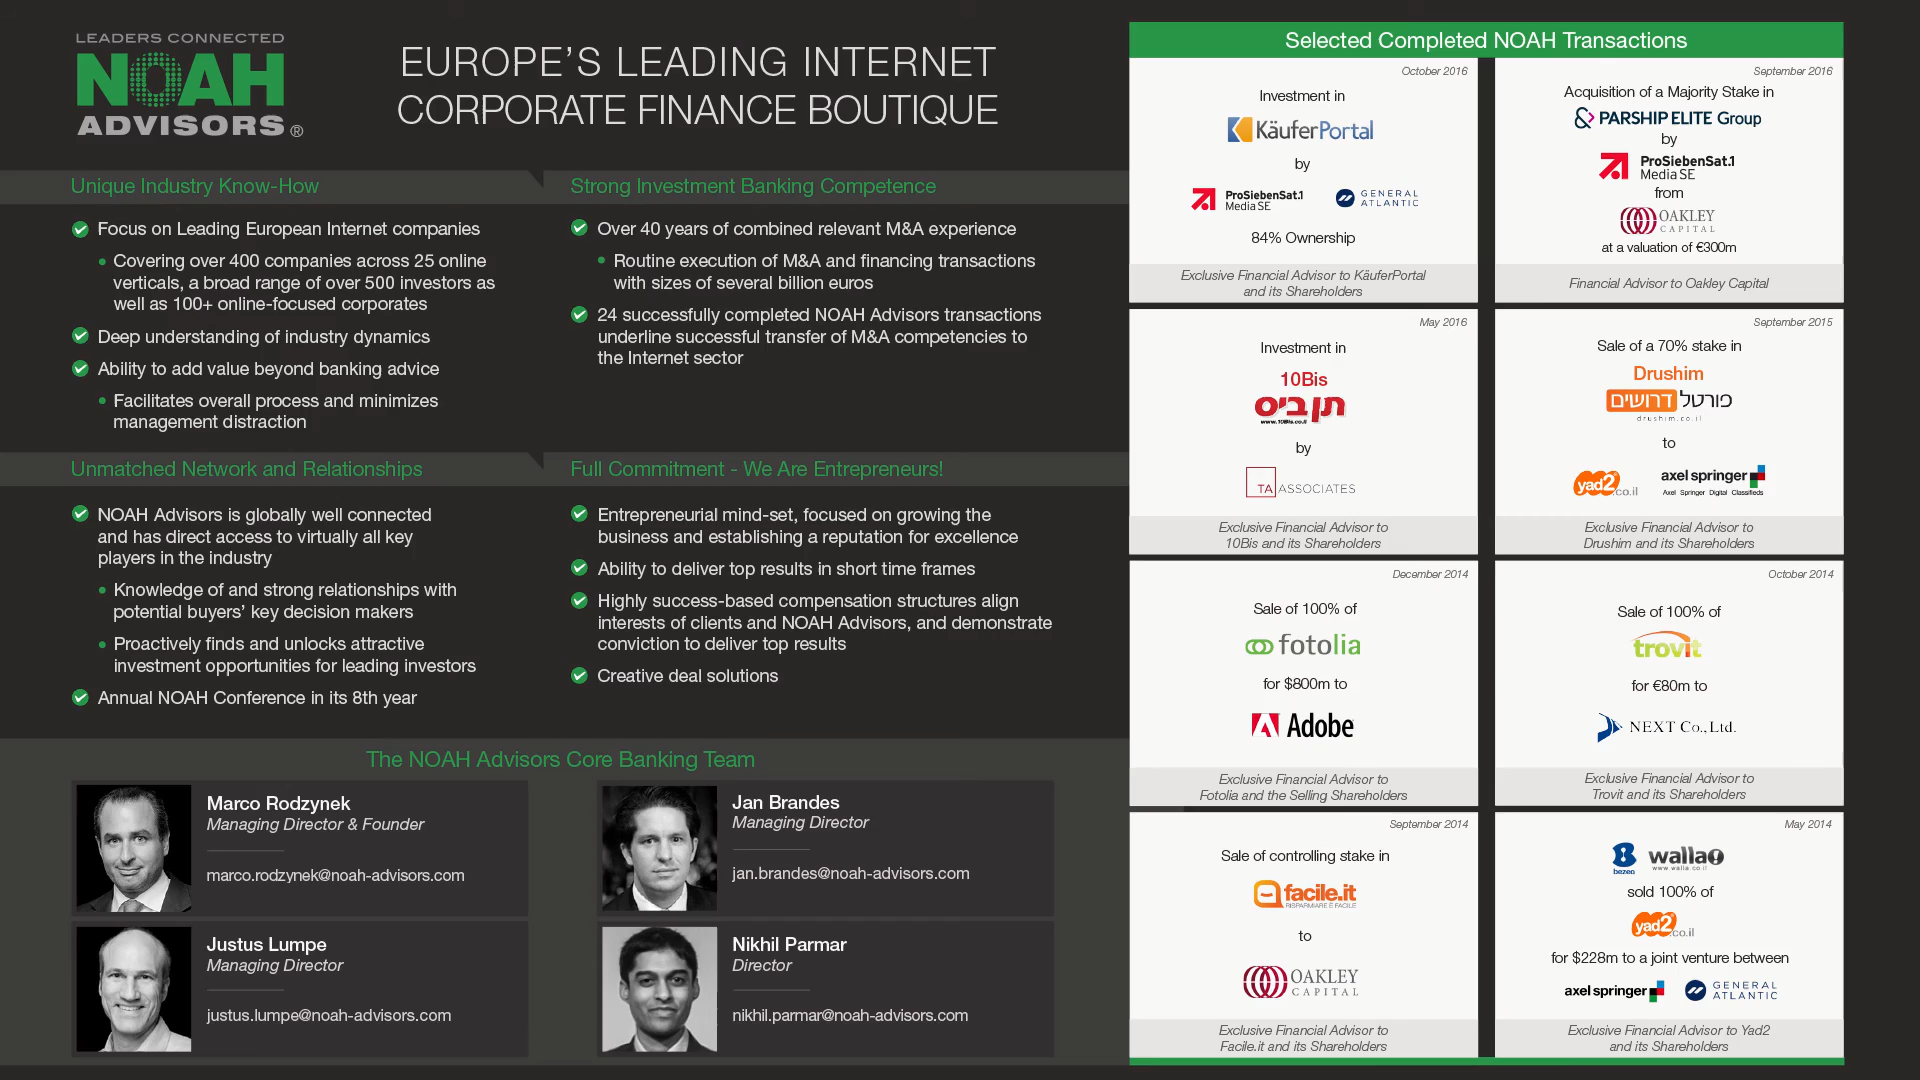 LEADERS CONNECTED
NOAH
ADVISORS ®
EUROPE’S LEADING INTERNET
CORPORATE FINANCE BOUTIQUE
Unique Industry Know-How
Focus on Leading European Internet companies
Covering over 400 companies across 25 online
verticals, a broad range of over 500 investors as
well as 100+ online-focused corporates
Deep understanding of industry dynamics
Ability to add value beyond banking advice
Facilitates overall process and minimizes
management distraction
Strong Investment Banking Competence
Over 40 years of combined relevant M&A experience
Routine execution of M&A and financing transactions
with sizes of several billion euros
24 successfully completed NOAH Advisors transactions
underline successful transfer of M&A competencies to
the Internet sector
Unmatched Network and Relationships
NOAH Advisors is globally well connected
and has direct access to virtually all key
players in the industry
Knowledge of and strong relationships with
potential buyers’ key decision makers
Proactively finds and unlocks attractive
investment opportunities for leading investors
Annual NOAH Conference in its 8th year
Full Commitment - We Are Entrepreneurs!
Entrepreneurial mind-set, focused on growing the
business and establishing a reputation for excellence
Ability to deliver top results in short time frames
Highly success-based compensation structures align
interests of clients and NOAH Advisors, and demonstrate
conviction to deliver top results
Creative deal solutions
The NOAH Advisors Core Banking Team
Marco Rodzynek
Managing Director & Founder
marco.rodzynek@noah-advisors.com
Jan Brandes
Managing Director
jan.brandes@noah-advisors.com
Justus Lumpe
Managing Director
justus.lumpe@noah-advisors.com
Nikhil Parmar
Director
nikhil.parmar@noah-advisors.com
Selected Completed NOAH Transactions
October 2016
Investment in
KäuferPortal
by
ProSiebenSat.1
Media SE
GENERAL
ATLANTIC
84% Ownership
Exclusive Financial Advisor to KäuferPortal
and its Shareholders
September 2016
Acquisition of a Majority Stake in
PARSHIP ELITE Group
by
ProSiebenSat.1
Media SE
from
OAKLEY
CAPITAL
at a valuation of €300m
Financial Advisor to Oakley Capital
May 2016
Investment in
10Bis
תן ביס
www.10Bis.co.il
by
TA ASSOCIATES
Exclusive Financial Advisor to
10Bis and its Shareholders
September 2015
Sale of a 70% stake in
Drushim
פורטל דרושים
drushim.co.il
to
yad2.co.il
axel springer
Axel Springer Digital Classifieds
Exclusive Financial Advisor to
Drushim and its Shareholders
December 2014
Sale of 100% of
fotolia
for $800m to
Adobe
Exclusive Financial Advisor to
Fotolia and the Selling Shareholders
October 2014
Sale of 100% of
trovit
for €80m to
NEXT Co., Ltd.
Exclusive Financial Advisor to
Trovit and its Shareholders
September 2014
Sale of controlling stake in
facile.it
RISPARMIARE È FACILE
to
OAKLEY
CAPITAL
Exclusive Financial Advisor to
Facile.it and its Shareholders
May 2014
bezeq
walla
www.walla.co.il
sold 100% of
yad2.co.il
for $228m to a joint venture between
axel springer
GENERAL
ATLANTIC
Exclusive Financial Advisor to Yad2
and its Shareholders